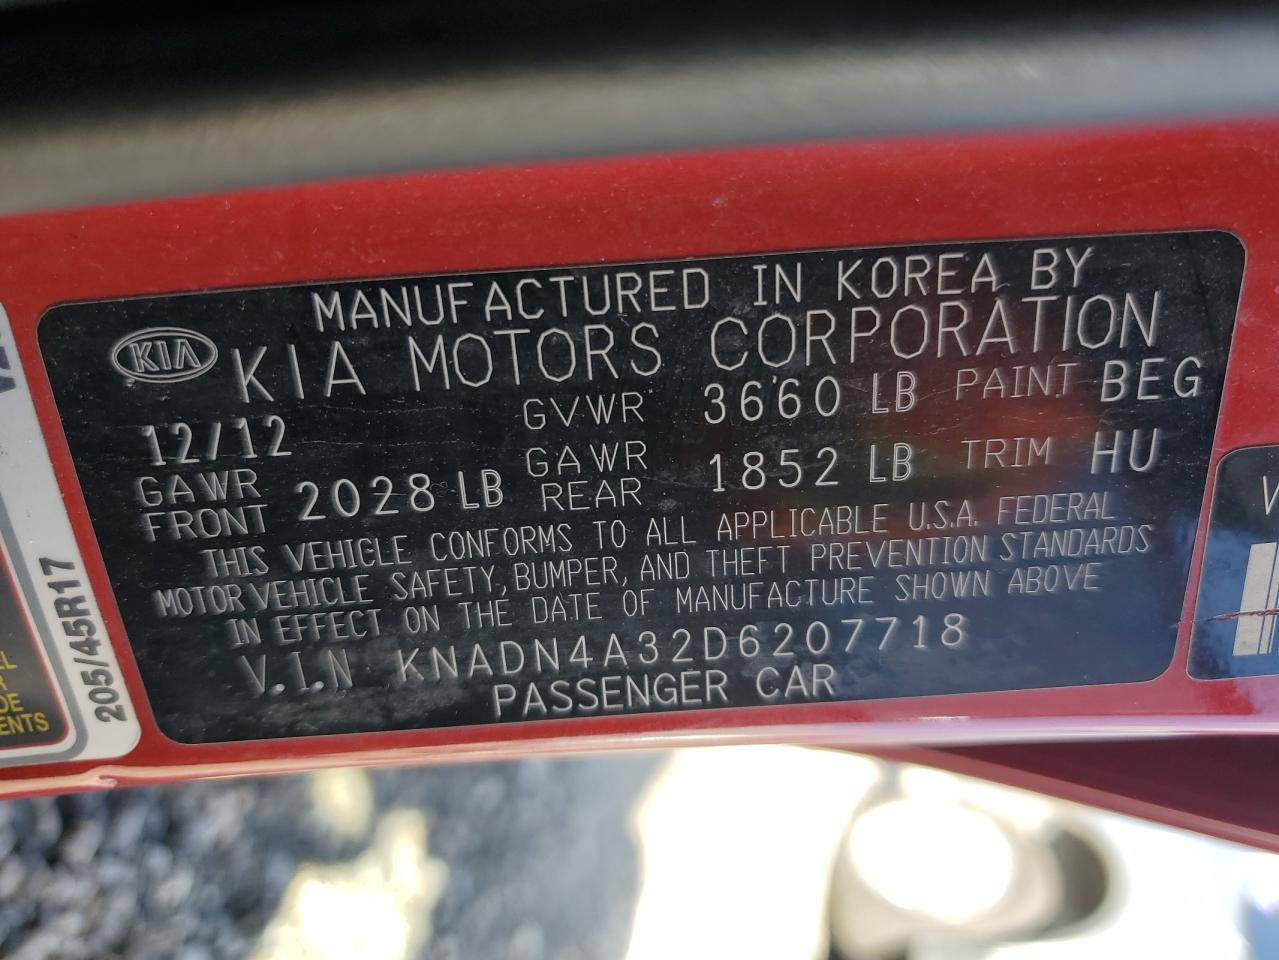 MANUFACTURED IN KOREA BY
KIA KIA MOTORS CORPORATION
12/12 GVWR 3660 LB PAINT BEG
GAWR FRONT 2028 LB GAWR REAR 1852 LB TRIM HU
THIS VEHICLE CONFORMS TO ALL APPLICABLE U.S.A. FEDERAL
MOTOR VEHICLE SAFETY, BUMPER, AND THEFT PREVENTION STANDARDS
IN EFFECT ON THE DATE OF MANUFACTURE SHOWN ABOVE
V.I.N KNADN4A32D6207718
PASSENGER CAR
205/45R17
V